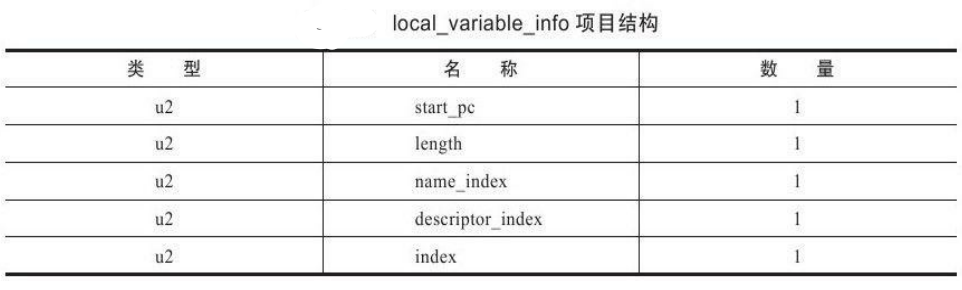 local_variable_info 项目结构
类 型 名 称 数 量
u2 start_pc 1
u2 length 1
u2 name_index 1
u2 descriptor_index 1
u2 index 1